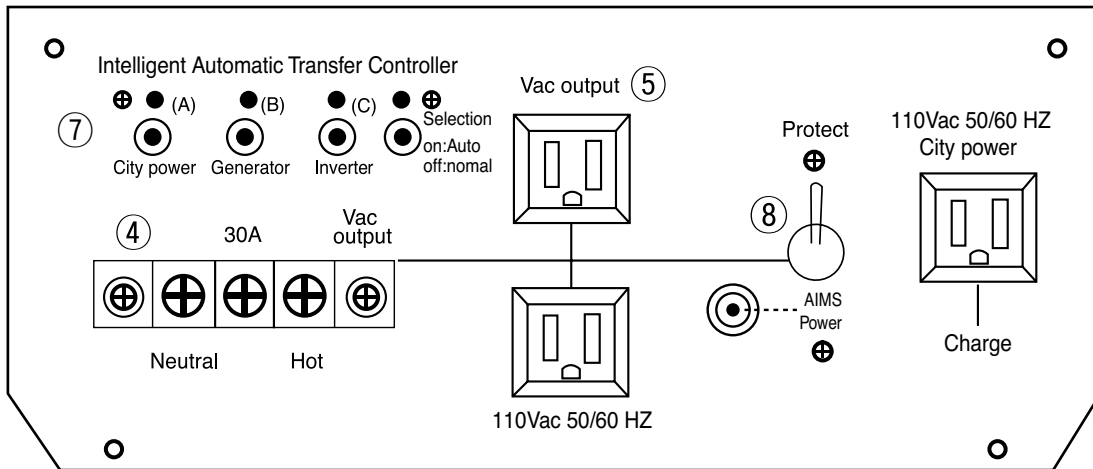 Intelligent Automatic Transfer Controller
(A)
(B)
(C)
Selection
on:Auto
off:nomal
7
City power
Generator
Inverter
Vac output 5
Protect
110Vac 50/60 HZ
City power
4
30A
Vac
output
8
AIMS
Power
Neutral
Hot
Charge
110Vac 50/60 HZ